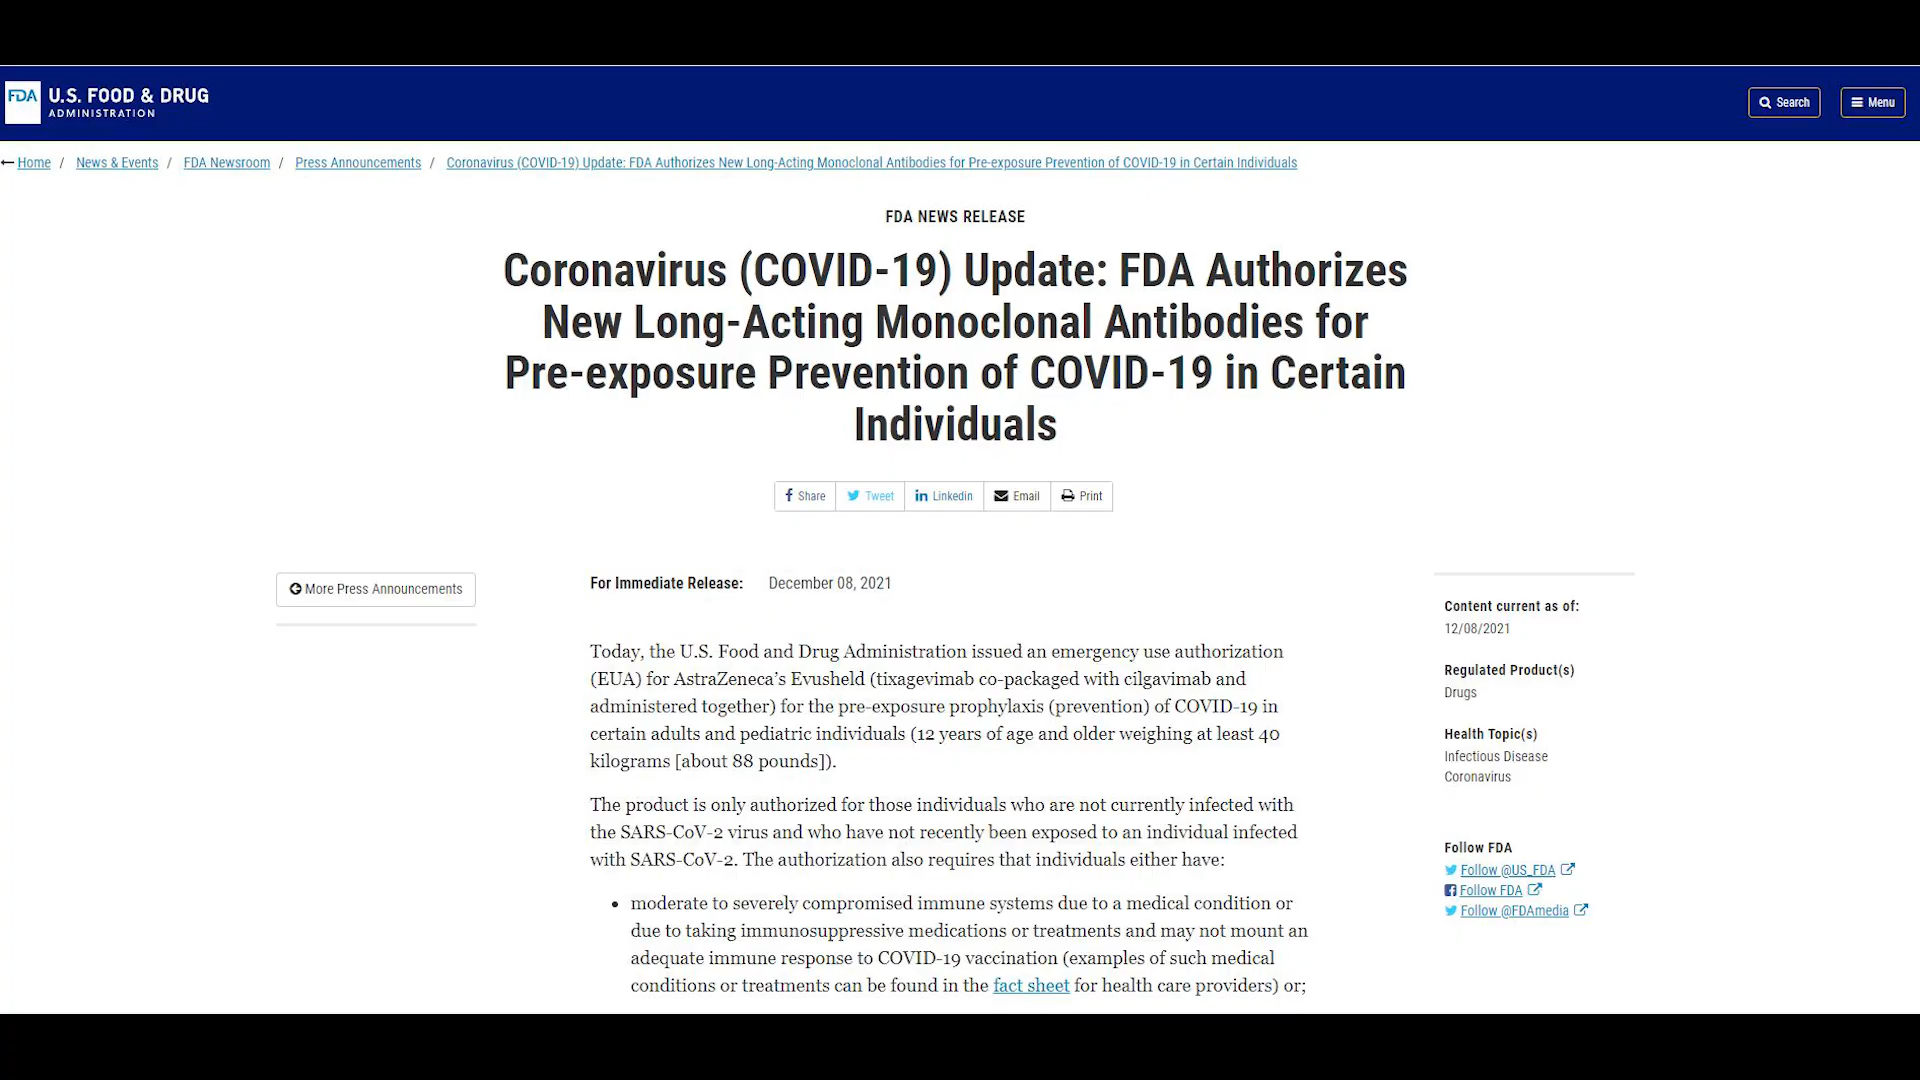 FDA U.S. FOOD & DRUG
ADMINISTRATION
Search
Menu
Home / News & Events / FDA Newsroom / Press Announcements / Coronavirus (COVID-19) Update: FDA Authorizes New Long-Acting Monoclonal Antibodies for Pre-exposure Prevention of COVID-19 in Certain Individuals
FDA NEWS RELEASE
Coronavirus (COVID-19) Update: FDA Authorizes
New Long-Acting Monoclonal Antibodies for
Pre-exposure Prevention of COVID-19 in Certain
Individuals
Share Tweet Linkedin Email Print
More Press Announcements
For Immediate Release: December 08, 2021
Today, the U.S. Food and Drug Administration issued an emergency use authorization
(EUA) for AstraZeneca’s Evusheld (tixagevimab co-packaged with cilgavimab and
administered together) for the pre-exposure prophylaxis (prevention) of COVID-19 in
certain adults and pediatric individuals (12 years of age and older weighing at least 40
kilograms [about 88 pounds]).
The product is only authorized for those individuals who are not currently infected with
the SARS-CoV-2 virus and who have not recently been exposed to an individual infected
with SARS-CoV-2. The authorization also requires that individuals either have:
• moderate to severely compromised immune systems due to a medical condition or
due to taking immunosuppressive medications or treatments and may not mount an
adequate immune response to COVID-19 vaccination (examples of such medical
conditions or treatments can be found in the fact sheet for health care providers) or;
Content current as of:
12/08/2021
Regulated Product(s)
Drugs
Health Topic(s)
Infectious Disease
Coronavirus
Follow FDA
Follow @US_FDA
Follow FDA
Follow @FDAmedia